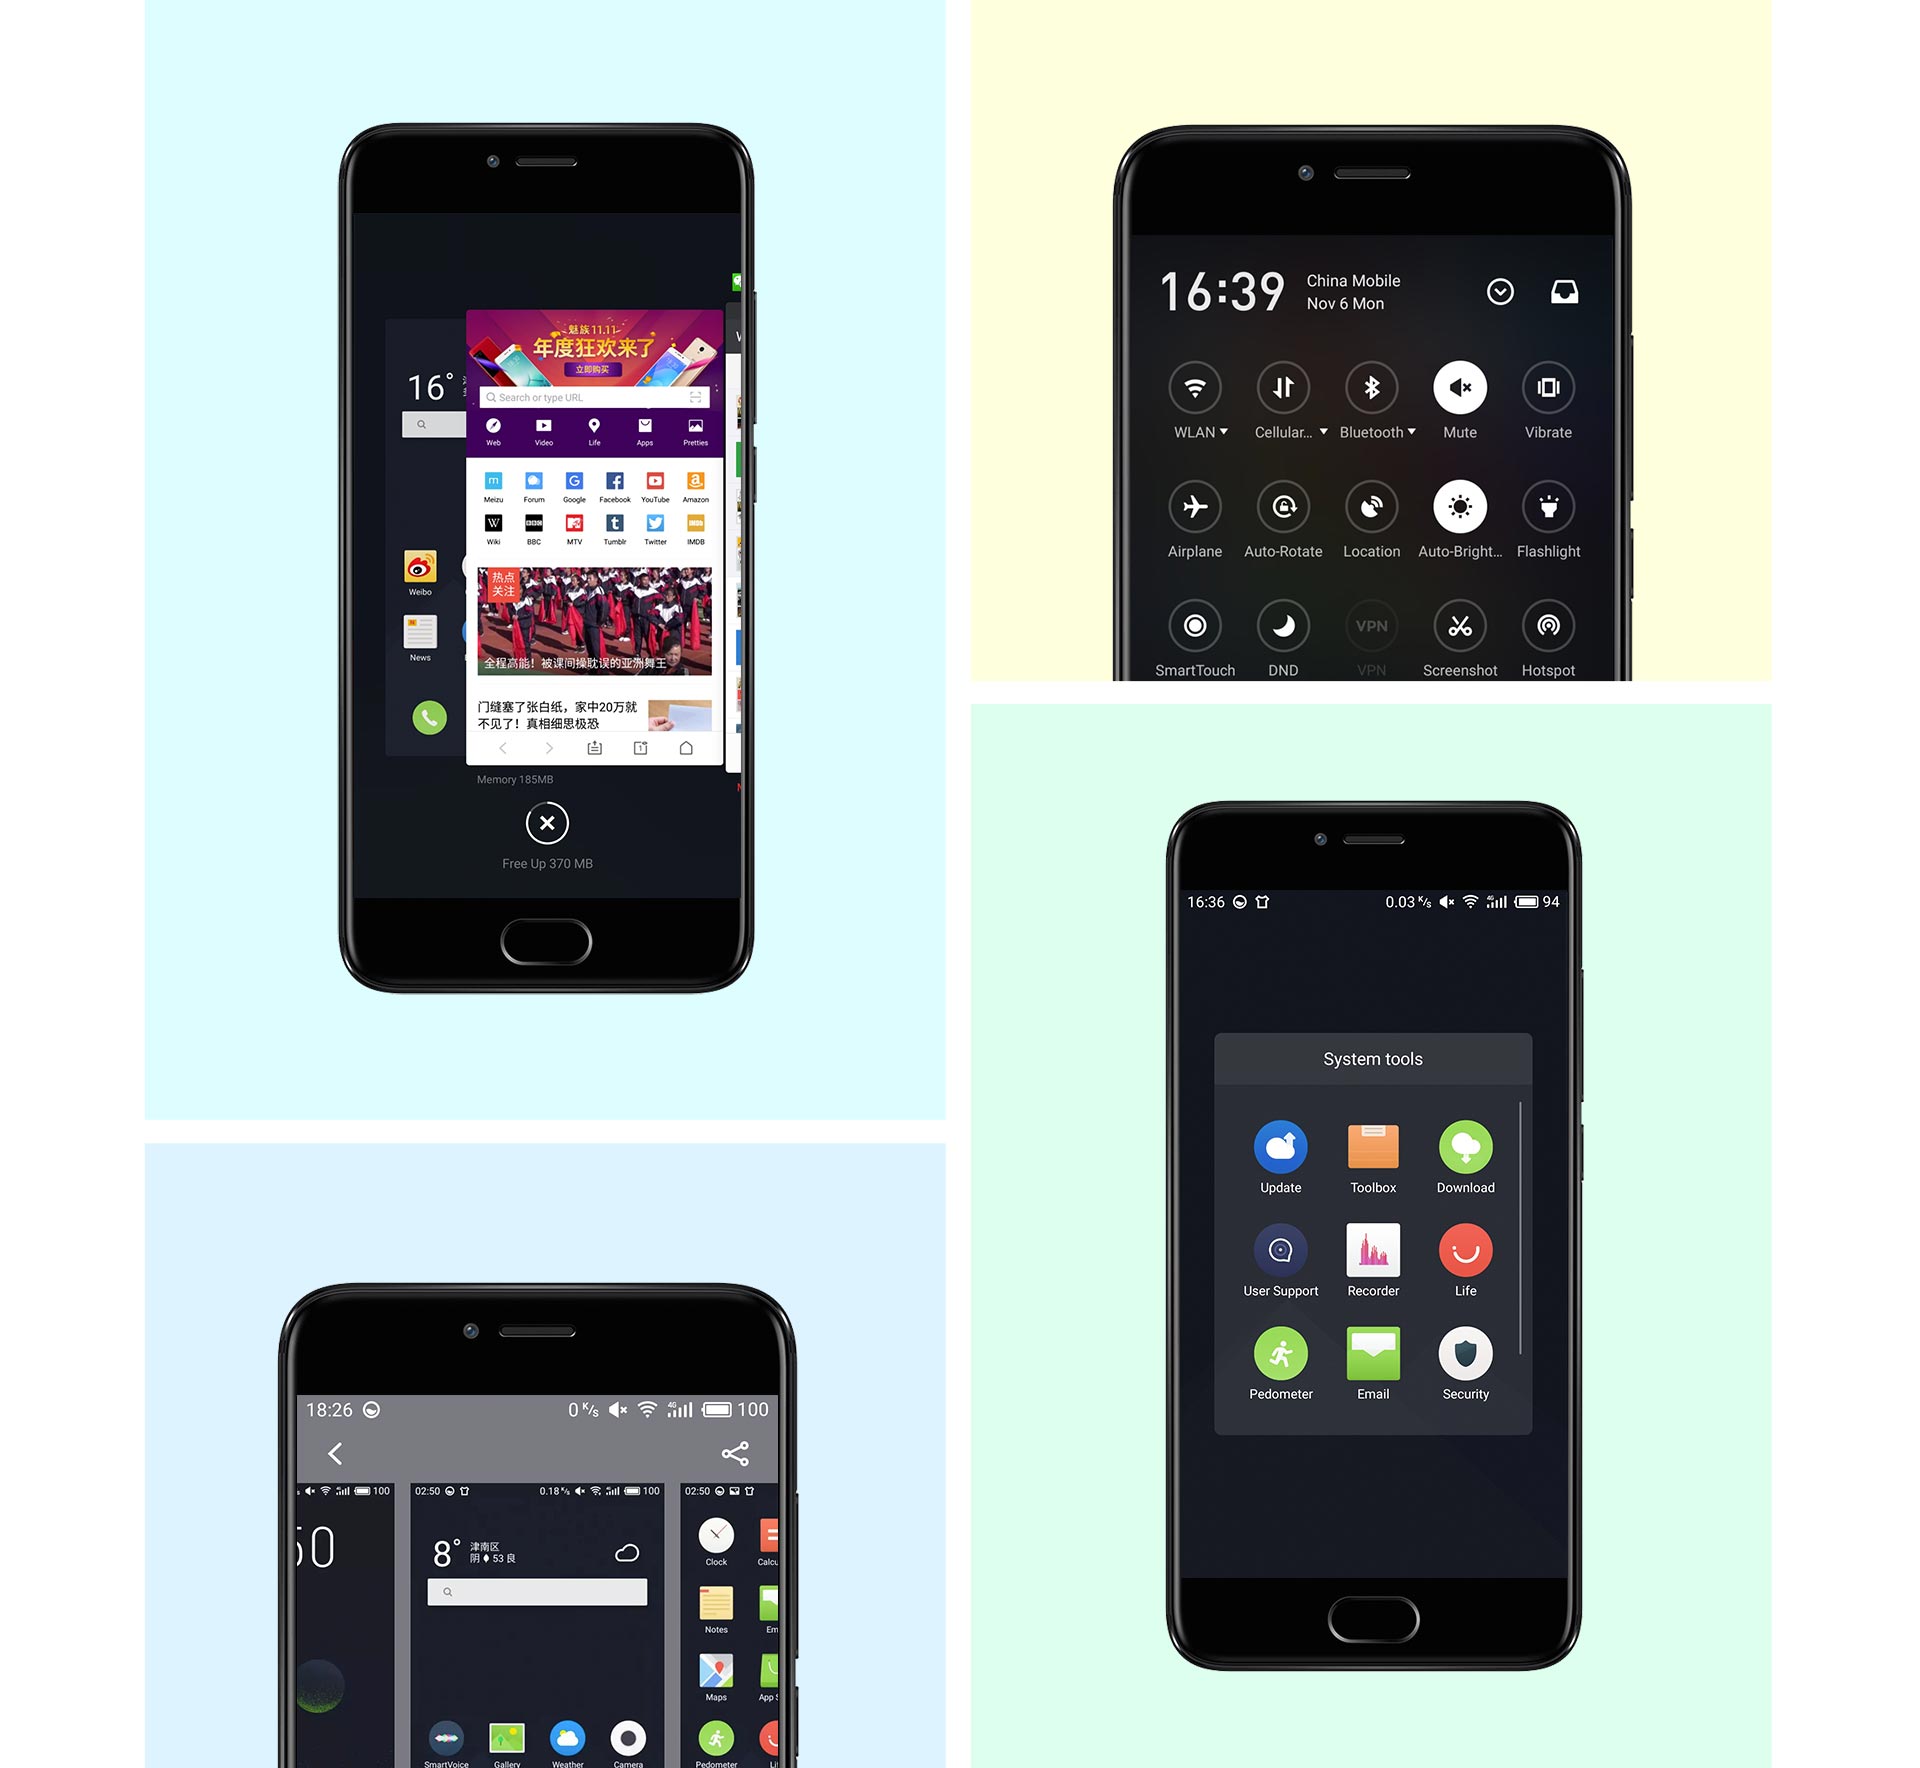 16°
Weibo
News
魅族11.11
年度狂欢来了
立即购买
Search or type URL
Web Video Life Apps Pretties
Meizu Forum Google Facebook YouTube Amazon
Wiki BBC MTV Tumblr Twitter IMDB
热点
关注
全程高能！被课间操耽误的亚洲舞王
门缝塞了张白纸，家中20万就
不见了！真相细思极恐
Memory 185MB
Free Up 370 MB
16:39
China Mobile
Nov 6 Mon
WLAN Cellular... Bluetooth Mute Vibrate
Airplane Auto-Rotate Location Auto-Bright... Flashlight
VPN
SmartTouch DND VPN Screenshot Hotspot
16:36 0.03 K/s 4G 94
System tools
Update Toolbox Download
User Support Recorder Life
Pedometer Email Security
18:26 0 K/s 4G 100
100
50
02:50 0.18 K/s 100
8°
津南区
阴 53 良
SmartVoice Gallery Weather Camera
02:50
Clock Calcu
Notes Em
Maps App S
Pedometer Li